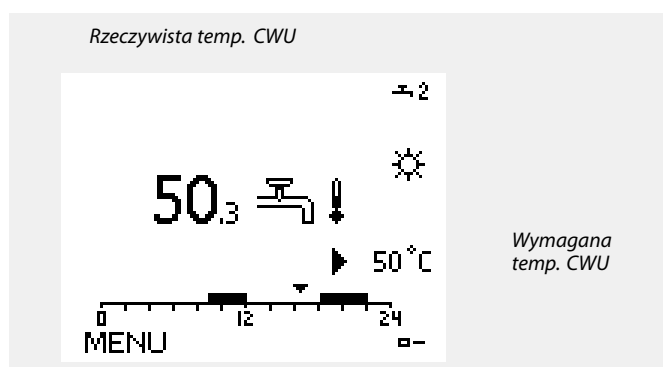 Rzeczywista temp. CWU
2
50.3
Wymagana
temp. CWU
50°C
0 12 24
MENU